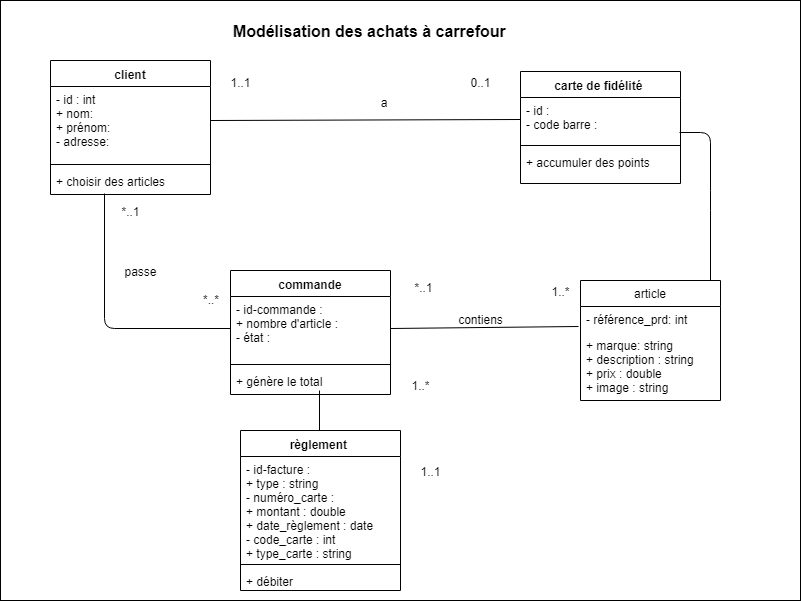 Modélisation des achats à carrefour
client
- id : int
+ nom:
+ prénom:
- adresse:
+ choisir des articles
1..1
0..1
a
carte de fidélité
- id :
- code barre :
+ accumuler des points
*..1
passe
*..*
commande
- id-commande :
+ nombre d'article :
- état :
+ génère le total
*..1
1..*
contiens
article
- référence_prd: int
+ marque: string
+ description : string
+ prix : double
+ image : string
1..*
1..1
règlement
- id-facture :
+ type : string
- numéro_carte :
+ montant : double
+ date_règlement : date
- code_carte : int
+ type_carte : string
+ débiter